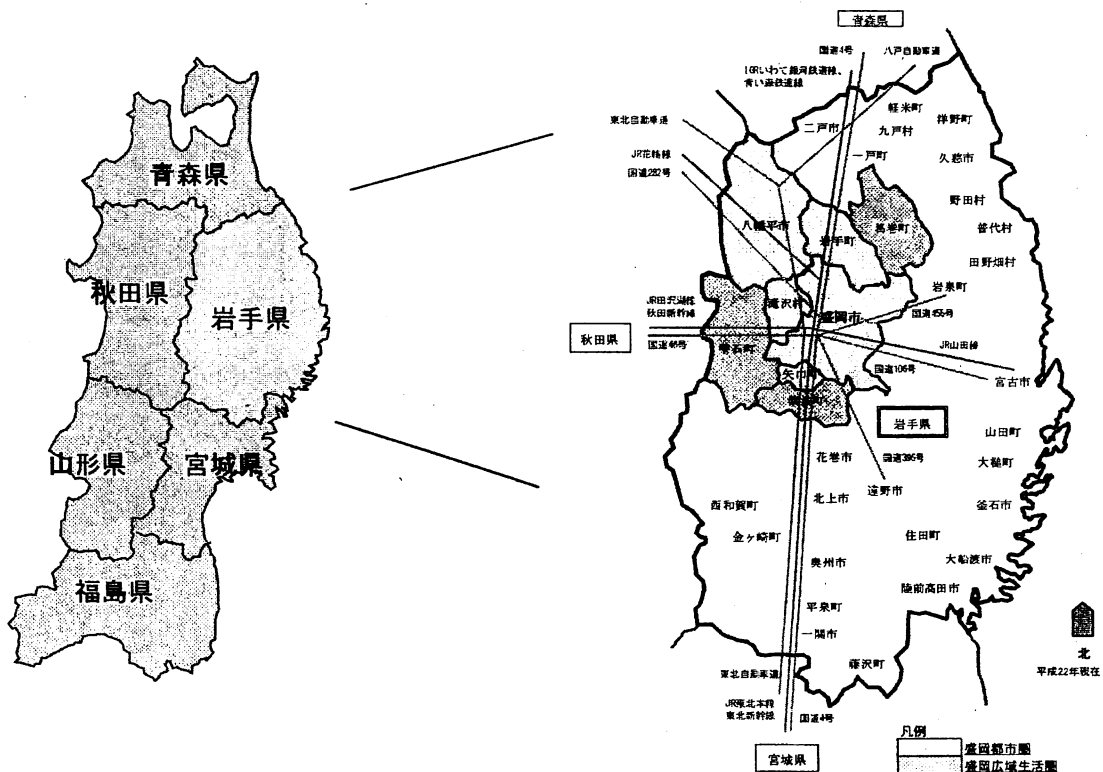 青森県
秋田県
岩手県
山形県
宮城県
福島県
青森県
国道4号
八戸自動車道
IGRいわて銀河鉄道線、
青い森鉄道線
東北自動車道
JR花輪線
国道282号
二戸市
軽米町
九戸村
洋野町
一戸町
久慈市
野田村
普代村
田野畑村
八幡平市
岩手町
葛巻町
岩泉町
国道455号
JR田沢湖線
秋田新幹線
秋田県
国道46号
滝沢村
盛岡市
雫石町
JR山田線
国道106号
宮古市
矢巾町
紫波町
岩手県
山田町
花巻市
国道396号
大槌町
遠野市
西和賀町
北上市
釜石市
金ヶ崎町
住田町
奥州市
大船渡市
陸前高田市
平泉町
一関市
藤沢町
北
平成22年現在
東北自動車道
JR東北本線
東北新幹線
国道4号
宮城県
凡例
盛岡都市圏
盛岡広域生活圏